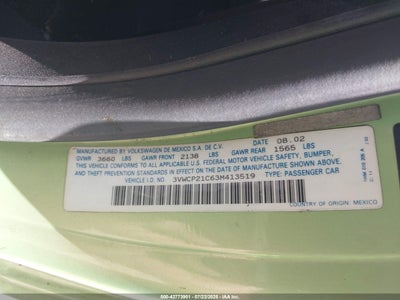 DATE 08.02
MANUFACTURED BY VOLKSWAGEN DE MEXICO S.A. DE C.V.
GVWR 3660 LBS GAWR FRONT 2138 LBS GAWR REAR 1565 LBS
THIS VEHICLE CONFORMS TO ALL APPLICABLE U.S. FEDERAL MOTOR VEHICLE SAFETY, BUMPER,
AND THEFT PREVENTION STANDARDS IN EFFECT ON THE DATE OF MANUFACTURE SHOWN ABOVE.
VEHICLE I.D. NO. 3VWCP21C63M413519 TYPE: PASSENGER CAR
COUNTRY OF ORIGIN: MEXICO